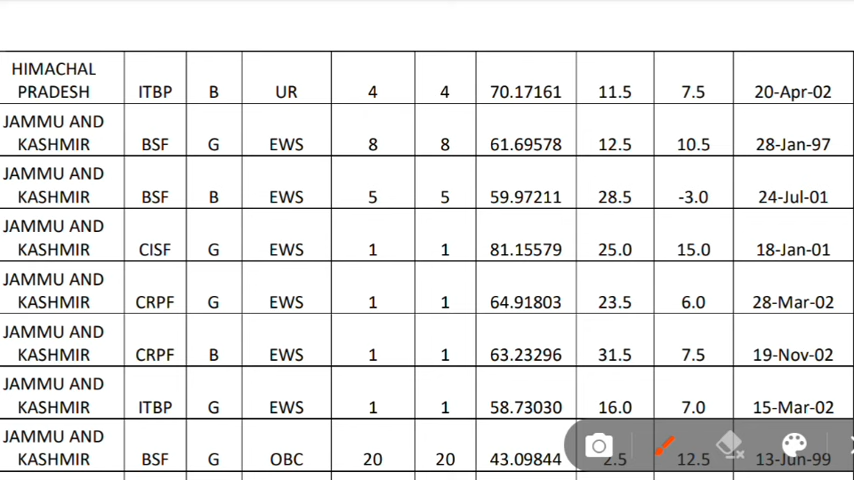 HIMACHAL
PRADESH ITBP B UR 4 4 70.17161 11.5 7.5 20-Apr-02
JAMMU AND
KASHMIR BSF G EWS 8 8 61.69578 12.5 10.5 28-Jan-97
JAMMU AND
KASHMIR BSF B EWS 5 5 59.97211 28.5 -3.0 24-Jul-01
JAMMU AND
KASHMIR CISF G EWS 1 1 81.15579 25.0 15.0 18-Jan-01
JAMMU AND
KASHMIR CRPF G EWS 1 1 64.91803 23.5 6.0 28-Mar-02
JAMMU AND
KASHMIR CRPF B EWS 1 1 63.23296 31.5 7.5 19-Nov-02
JAMMU AND
KASHMIR ITBP G EWS 1 1 58.73030 16.0 7.0 15-Mar-02
JAMMU AND
KASHMIR BSF G OBC 20 20 43.09844 2.5 12.5 13-Jun-99